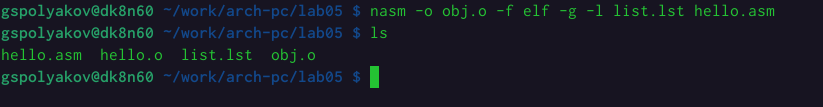 gspolyakov@dk8n60 ~/work/arch-pc/lab05 $ nasm -o obj.o -f elf -g -l list.lst hello.asm
gspolyakov@dk8n60 ~/work/arch-pc/lab05 $ ls
hello.asm  hello.o  list.lst  obj.o
gspolyakov@dk8n60 ~/work/arch-pc/lab05 $